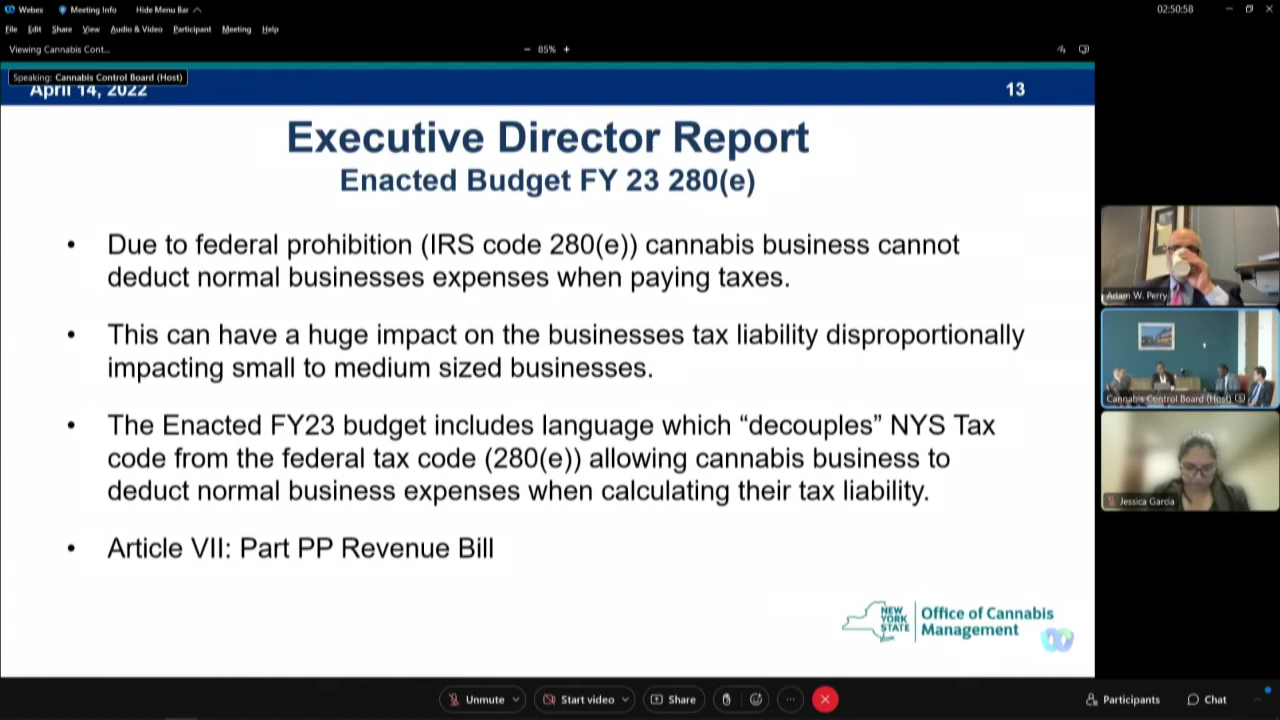 Webex
Meeting Info
Hide Menu Bar
02:50:58
File Edit Share View Audio & Video Participant Meeting Help
Viewing Cannabis Cont...
85%
Speaking: Cannabis Control Board (Host)
April 14, 2022
13
Executive Director Report
Enacted Budget FY 23 280(e)
• Due to federal prohibition (IRS code 280(e)) cannabis business cannot
deduct normal businesses expenses when paying taxes.
• This can have a huge impact on the businesses tax liability disproportionally
impacting small to medium sized businesses.
• The Enacted FY23 budget includes language which “decouples” NYS Tax
code from the federal tax code (280(e)) allowing cannabis business to
deduct normal business expenses when calculating their tax liability.
• Article VII: Part PP Revenue Bill
NEW
YORK
STATE
Office of Cannabis
Management
Adam W. Perry
Cannabis Control Board (Host)
Jessica Garcia
Unmute
Start video
Share
Participants
Chat